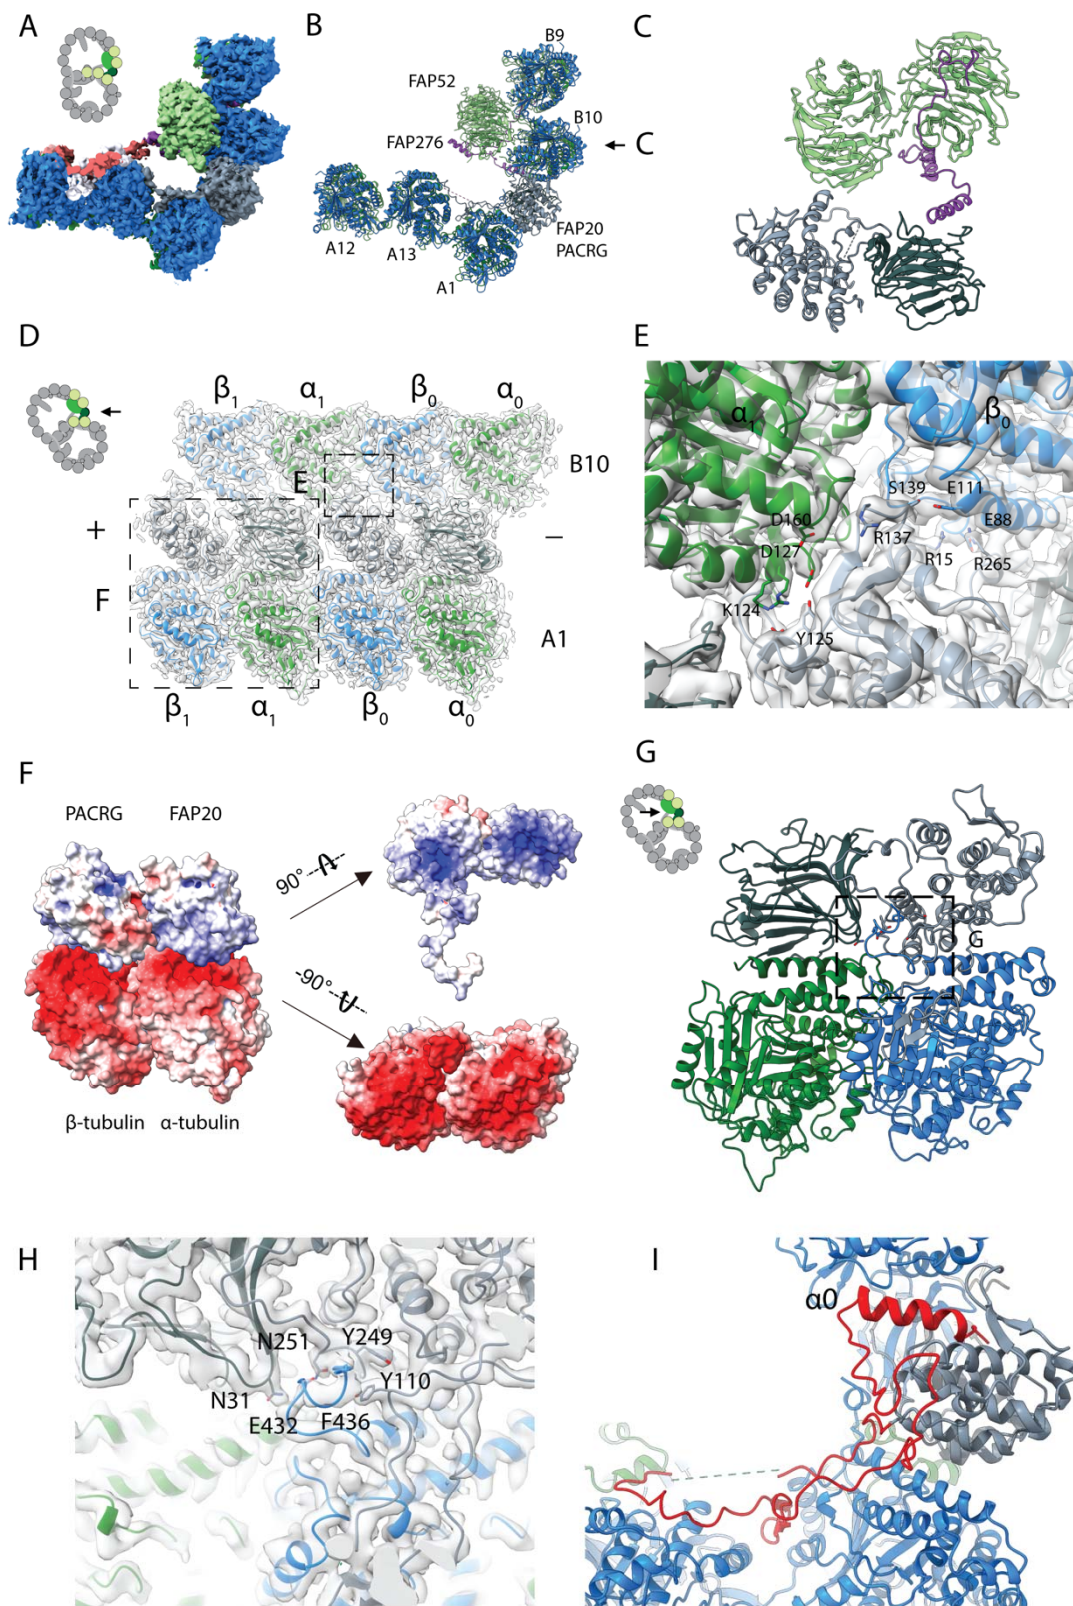 A
B
B9
FAP52
B10
FAP276
C
FAP20
PACRG
A12
A13
A1
C
D
β1
α1
β0
α0
B10
E
+
–
F
A1
β1
α1
β0
α0
E
α1
β0
S139
E111
D160
E88
R137
D127
R15
R265
K124
Y125
F
PACRG
FAP20
90°
-90°
β-tubulin
α-tubulin
G
G
H
N251
Y249
Y110
N31
E432
F436
I
α0